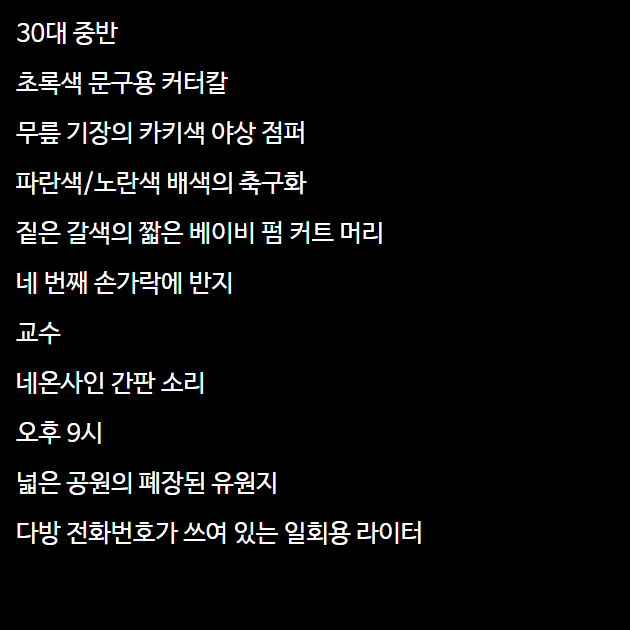 30대 중반
초록색 문구용 커터칼
무릎 기장의 카키색 야상 점퍼
파란색/노란색 배색의 축구화
짙은 갈색의 짧은 베이비 펌 커트 머리
네 번째 손가락에 반지
교수
네온사인 간판 소리
오후 9시
넓은 공원의 폐장된 유원지
다방 전화번호가 쓰여 있는 일회용 라이터